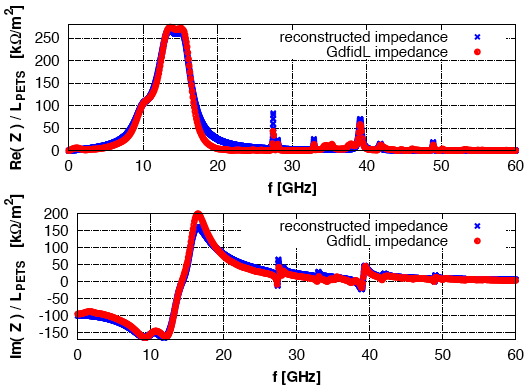 Re( Z ) / L_PETS [kΩ/m²]
250
200
150
100
50
0
reconstructed impedance
GdfidL impedance
0 10 20 30 40 50 60
f [GHz]
Im( Z ) / L_PETS [kΩ/m²]
200
150
100
50
0
-50
-100
-150
reconstructed impedance
GdfidL impedance
0 10 20 30 40 50 60
f [GHz]